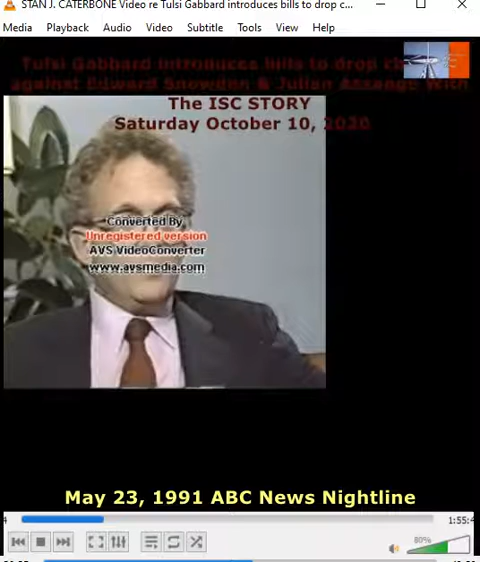 STAN J. CATERBONE Video re Tulsi Gabbard introduces bills to drop c...
Media Playback Audio Video Subtitle Tools View Help
Tulsi Gabbard introduces bills to drop
against Edward Snowden & Julian Assange With
The ISC STORY
Saturday October 10, 2020
Converted By
Unregistered version
AVS VideoConverter
www.avsmedia.com
May 23, 1991 ABC News Nightline
1:55:4
80%